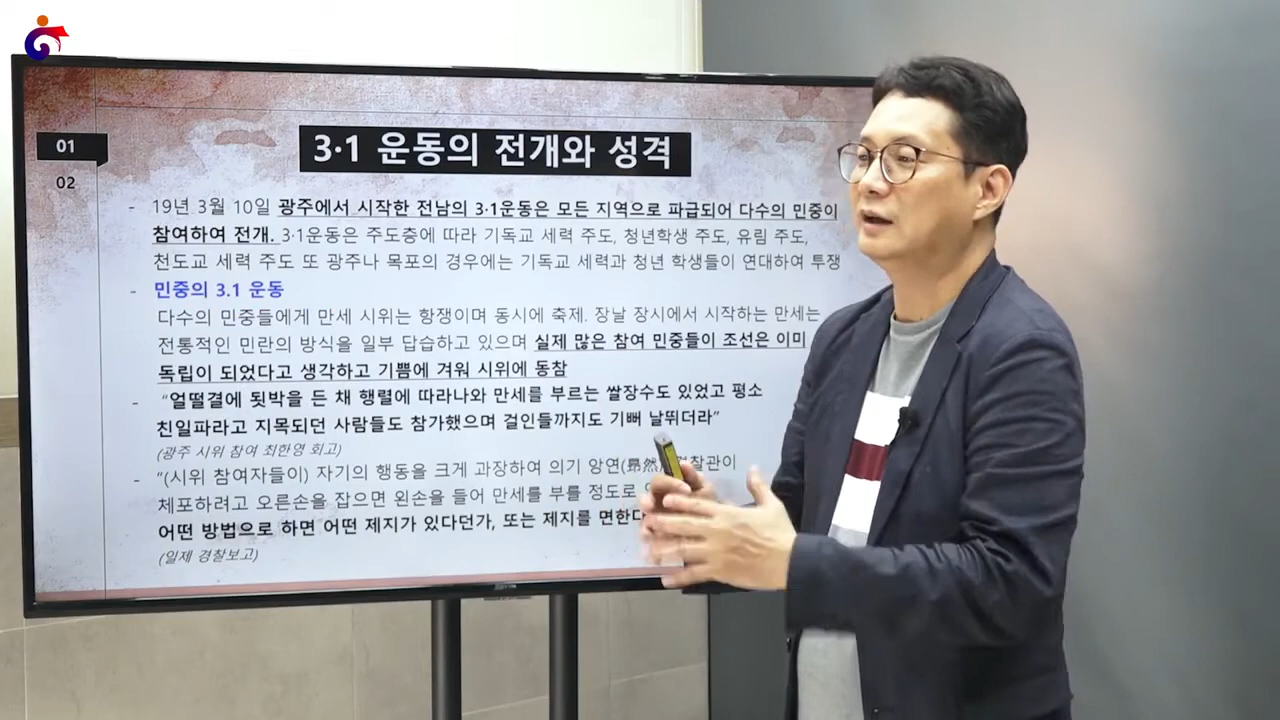 01
02
3·1 운동의 전개와 성격
- 19년 3월 10일 광주에서 시작한 전남의 3·1운동은 모든 지역으로 파급되어 다수의 민중이
참여하여 전개. 3·1운동은 주도층에 따라 기독교 세력 주도, 청년학생 주도, 유림 주도,
천도교 세력 주도 또 광주나 목포의 경우에는 기독교 세력과 청년 학생들이 연대하여 투쟁
- 민중의 3.1 운동
다수의 민중들에게 만세 시위는 항쟁이며 동시에 축제. 장날 장시에서 시작하는 만세는
전통적인 민란의 방식을 일부 답습하고 있으며 실제 많은 참여 민중들이 조선은 이미
독립이 되었다고 생각하고 기쁨에 겨워 시위에 동참
- "얼떨결에 됫박을 든 채 행렬에 따라나와 만세를 부르는 쌀장수도 있었고 평소
친일파라고 지목되던 사람들도 참가했으며 걸인들까지도 기뻐 날뛰더라"
(광주 시위 참여 최한영 회고)
- "(시위 참여자들이) 자기의 행동을 크게 과장하여 의기 앙연(昻然)
체포하려고 오른손을 잡으면 왼손을 들어 만세를 부를 정도로
어떤 방법으로 하면 어떤 제지가 있다던가, 또는 제지를 면한다
(일제 경찰보고)